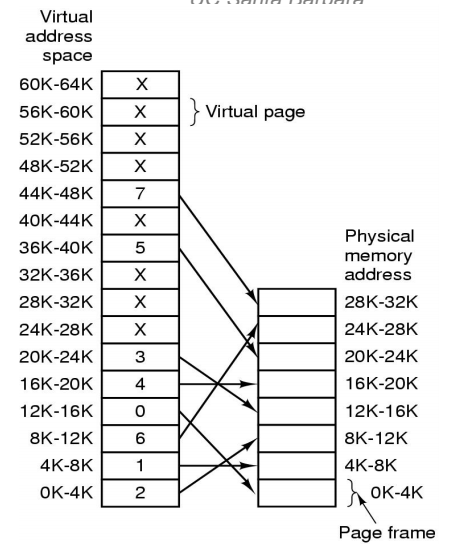 UC Santa Barbara
Virtual
address
space
60K-64K X
56K-60K X Virtual page
52K-56K X
48K-52K X
44K-48K 7
40K-44K X
36K-40K 5
32K-36K X
28K-32K X
24K-28K X
20K-24K 3
16K-20K 4
12K-16K 0
8K-12K 6
4K-8K 1
0K-4K 2
Physical
memory
address
28K-32K
24K-28K
20K-24K
16K-20K
12K-16K
8K-12K
4K-8K
0K-4K
Page frame